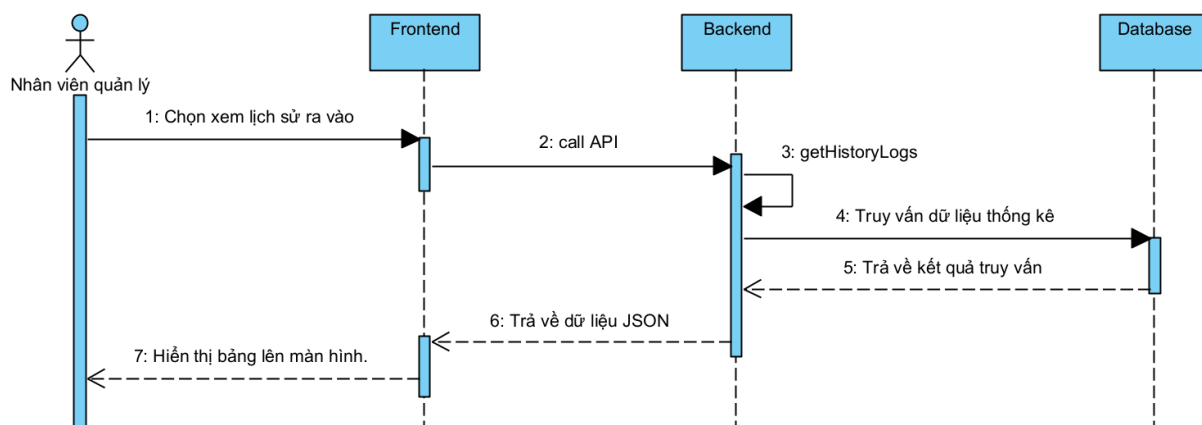 Frontend
Backend
Database
Nhân viên quản lý
1: Chọn xem lịch sử ra vào
2: call API
3: getHistoryLogs
4: Truy vấn dữ liệu thống kê
5: Trả về kết quả truy vấn
6: Trả về dữ liệu JSON
7: Hiển thị bảng lên màn hình.